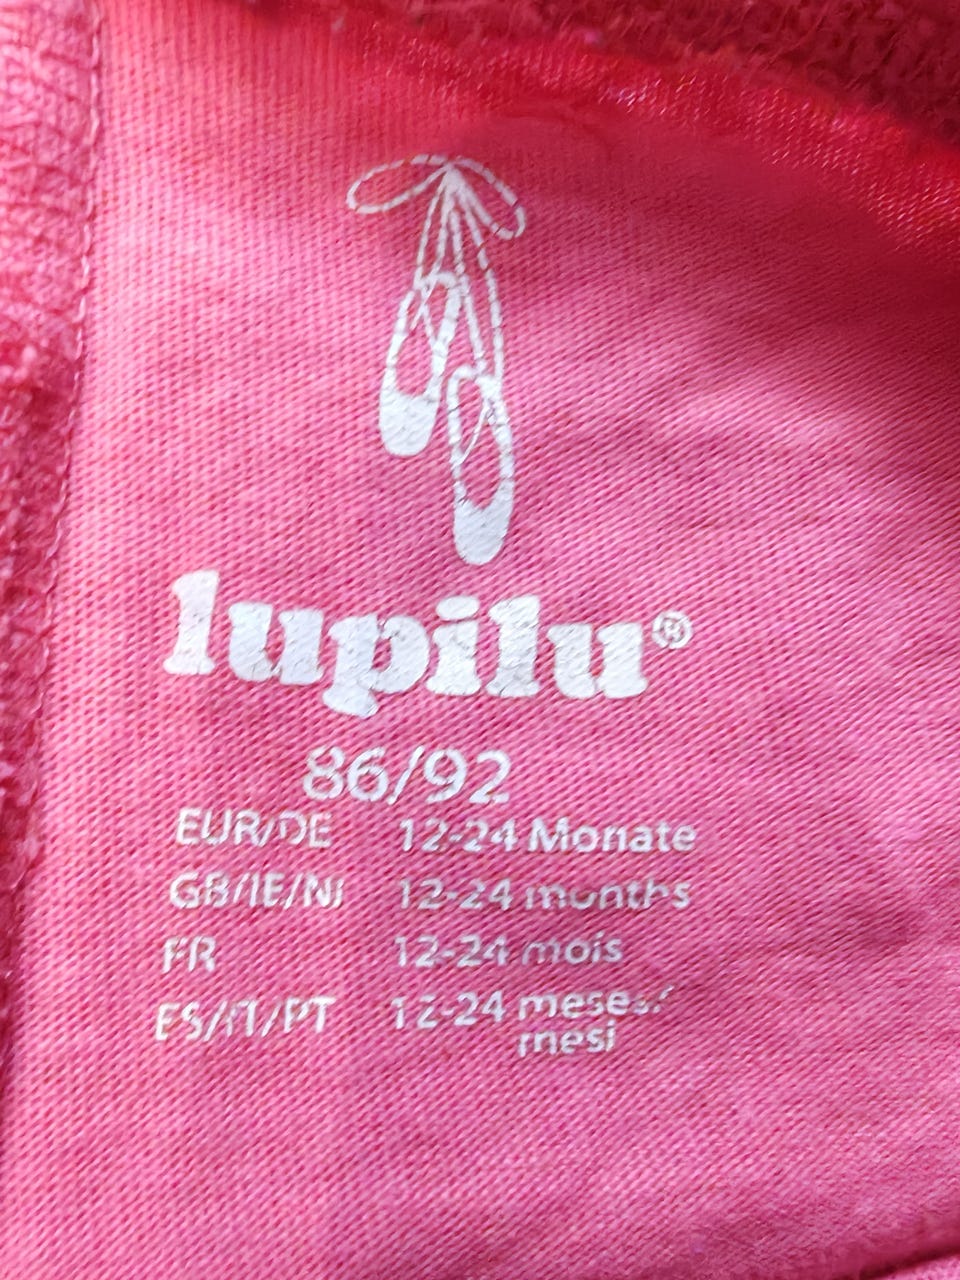 lupilu®
86/92
EUR/DE 12-24 Monate
GB/IE/NI 12-24 months
FR 12-24 mois
ES/IT/PT 12-24 meses/
mesi